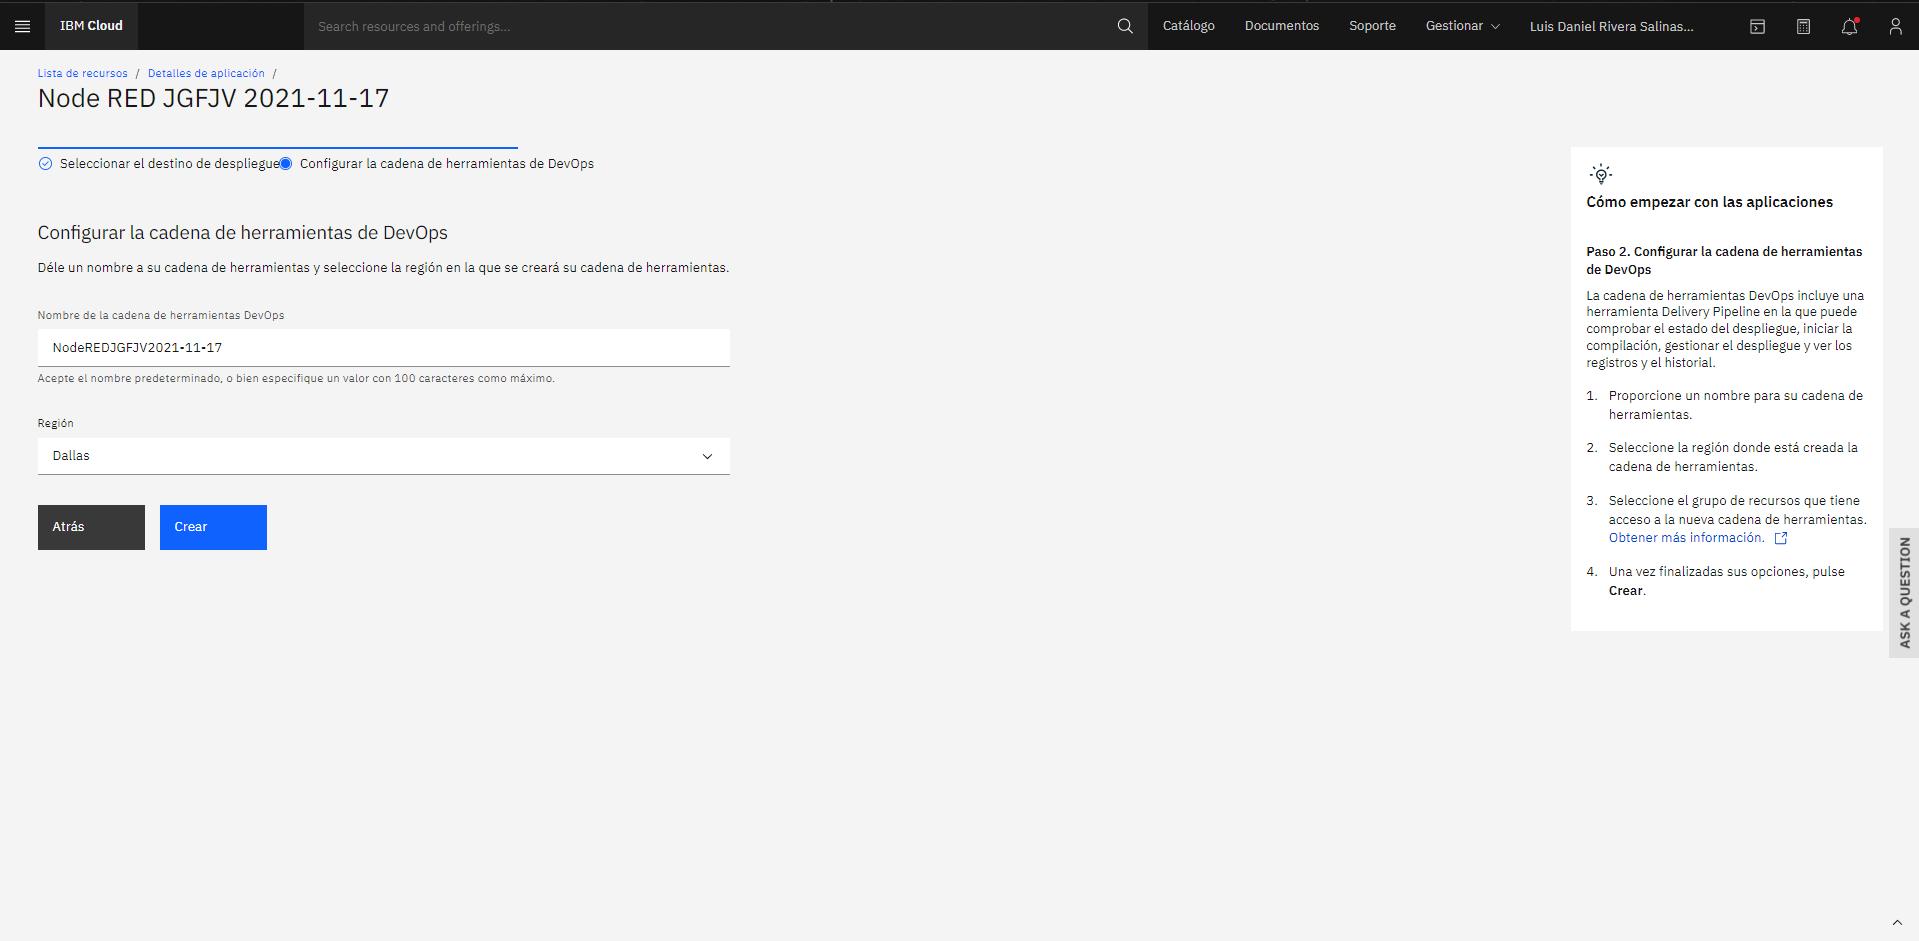 IBM Cloud
Search resources and offerings...
Catálogo
Documentos
Soporte
Gestionar
Luis Daniel Rivera Salinas...
Lista de recursos / Detalles de aplicación /
Node RED JGFJV 2021-11-17
Seleccionar el destino de despliegue
Configurar la cadena de herramientas de DevOps
Configurar la cadena de herramientas de DevOps
Déle un nombre a su cadena de herramientas y seleccione la región en la que se creará su cadena de herramientas.
Nombre de la cadena de herramientas DevOps
NodeREDJGFJV2021-11-17
Acepte el nombre predeterminado, o bien especifique un valor con 100 caracteres como máximo.
Región
Dallas
Atrás
Crear
Cómo empezar con las aplicaciones
Paso 2. Configurar la cadena de herramientas
de DevOps
La cadena de herramientas DevOps incluye una
herramienta Delivery Pipeline en la que puede
comprobar el estado del despliegue, iniciar la
compilación, gestionar el despliegue y ver los
registros y el historial.
1. Proporcione un nombre para su cadena de
herramientas.
2. Seleccione la región donde está creada la
cadena de herramientas.
3. Seleccione el grupo de recursos que tiene
acceso a la nueva cadena de herramientas.
Obtener más información.
4. Una vez finalizadas sus opciones, pulse
Crear.
ASK A QUESTION